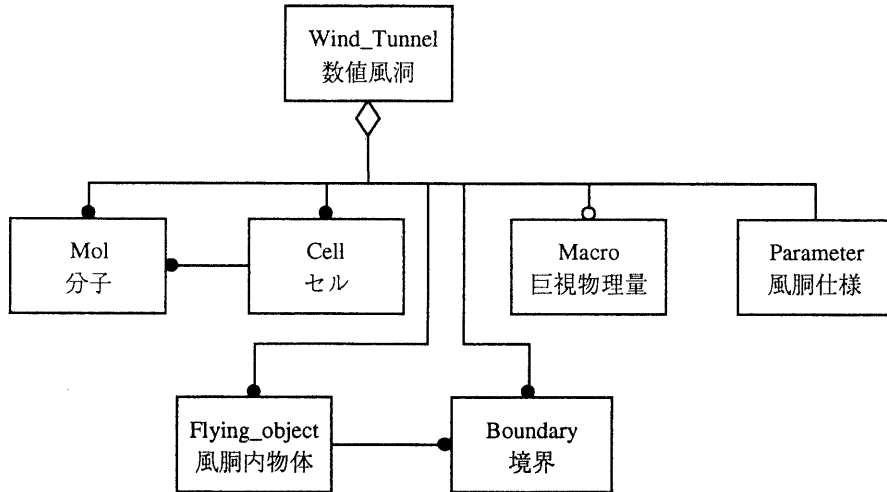 Wind_Tunnel
数値風洞
Mol
分子
Cell
セル
Macro
巨視物理量
Parameter
風胴仕様
Flying_object
風胴内物体
Boundary
境界